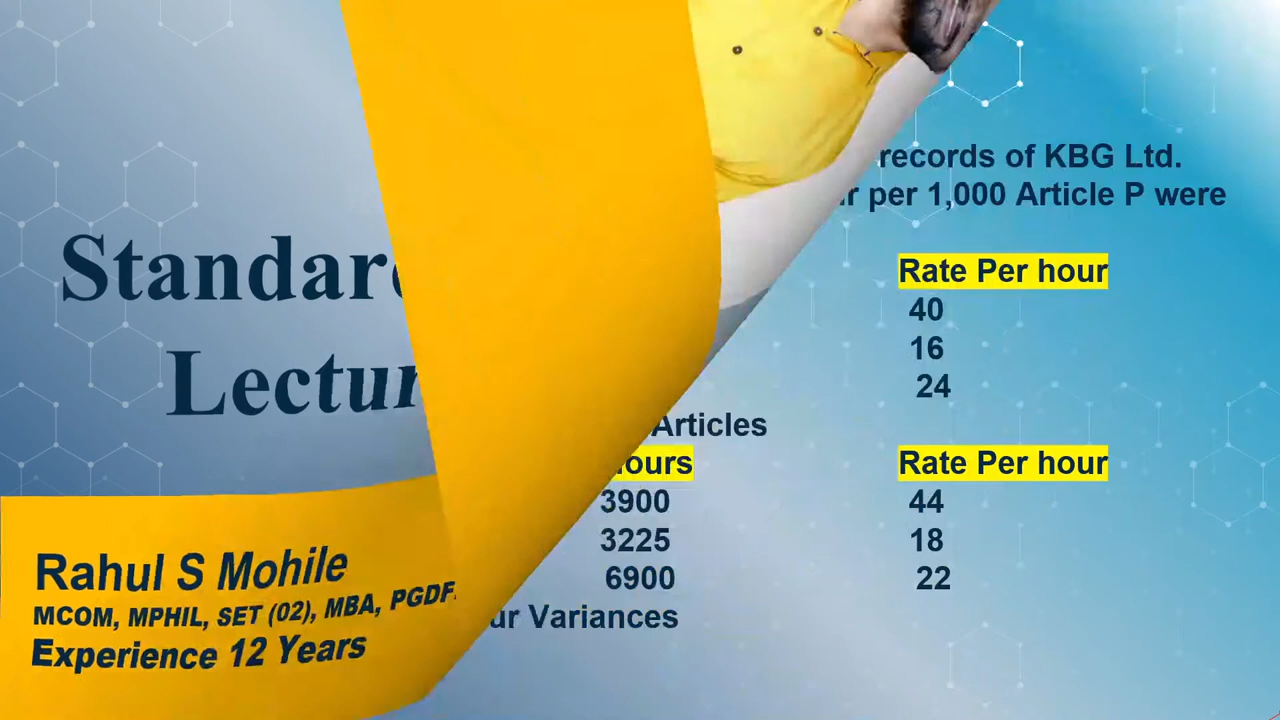 Standard
Lectur
Rahul S Mohile
MCOM, MPHIL, SET (02), MBA, PGDF
Experience 12 Years
records of KBG Ltd.
r per 1,000 Article P were
Rate Per hour
40
16
24
Articles
ours Rate Per hour
3900 44
3225 18
6900 22
ur Variances